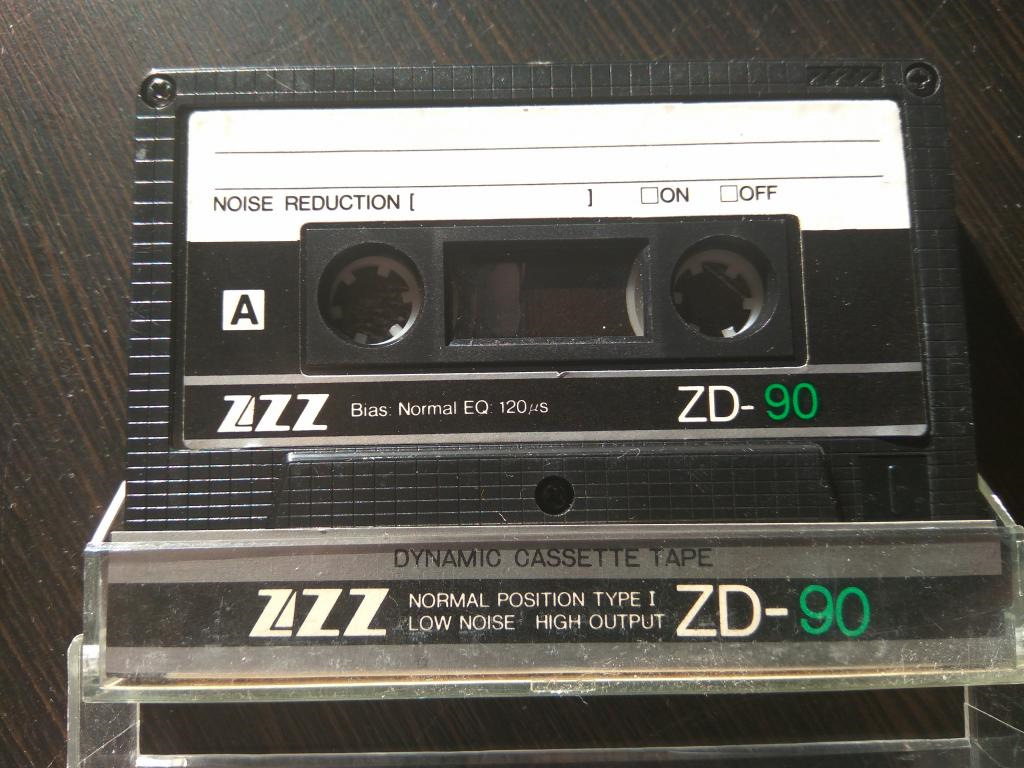 ZZZ
NOISE REDUCTION [ ] □ON □OFF
A
ZZZ Bias: Normal EQ: 120μs ZD-90
DYNAMIC CASSETTE TAPE
ZZZ NORMAL POSITION TYPE I ZD-90
LOW NOISE HIGH OUTPUT